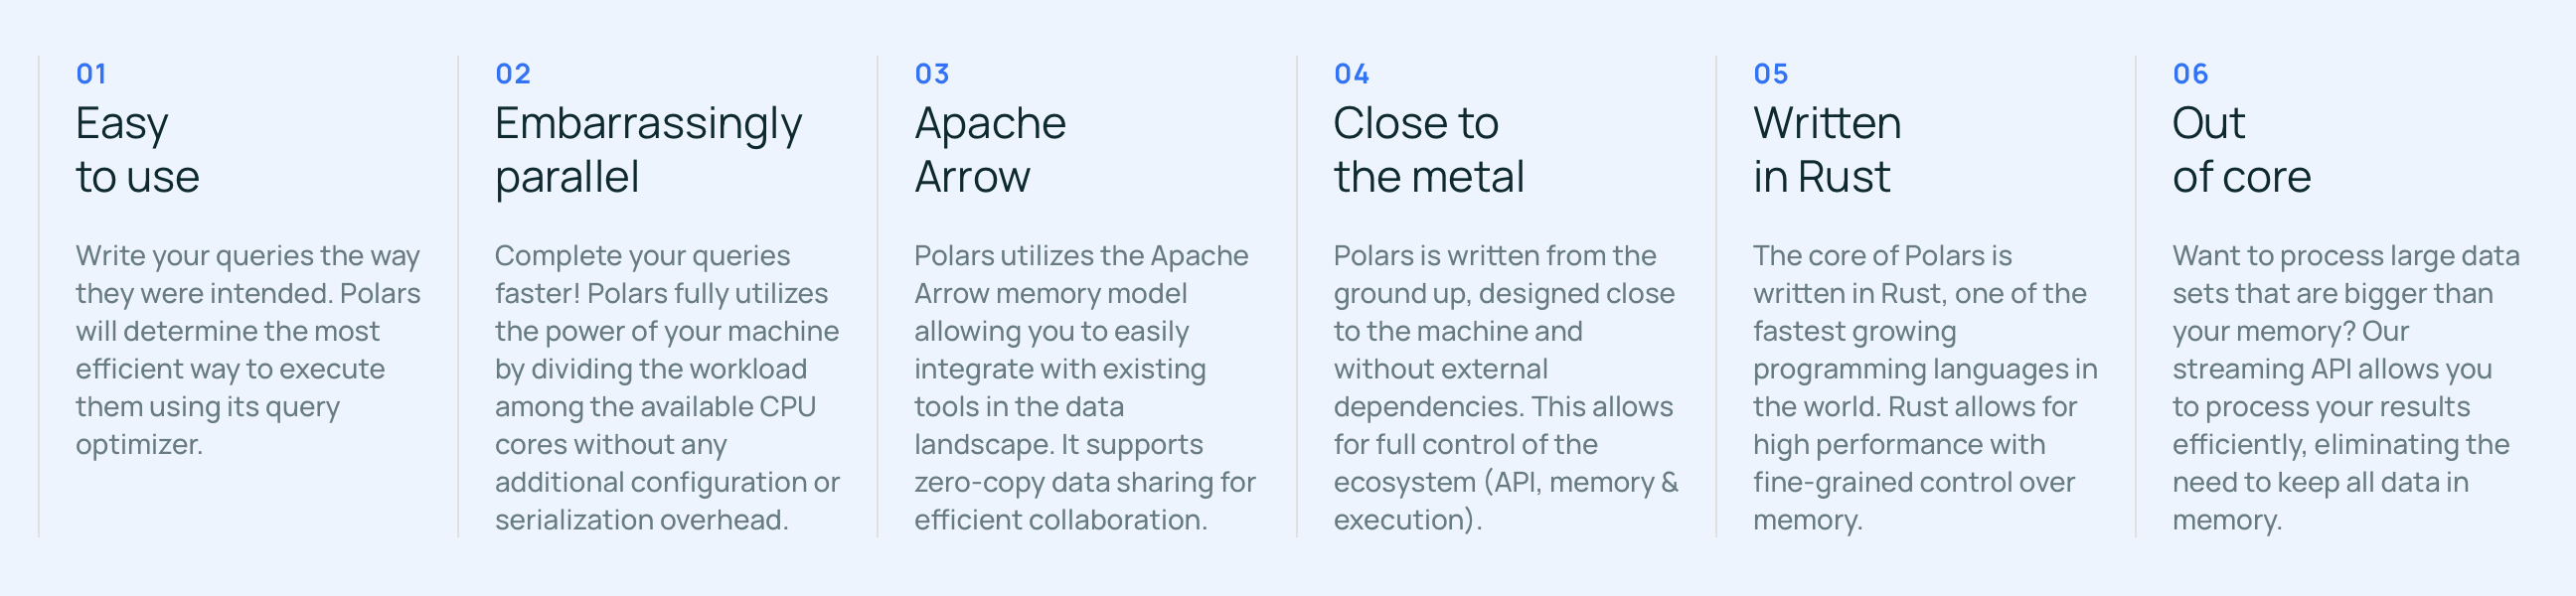 01
Easy
to use
Write your queries the way
they were intended. Polars
will determine the most
efficient way to execute
them using its query
optimizer.
02
Embarrassingly
parallel
Complete your queries
faster! Polars fully utilizes
the power of your machine
by dividing the workload
among the available CPU
cores without any
additional configuration or
serialization overhead.
03
Apache
Arrow
Polars utilizes the Apache
Arrow memory model
allowing you to easily
integrate with existing
tools in the data
landscape. It supports
zero-copy data sharing for
efficient collaboration.
04
Close to
the metal
Polars is written from the
ground up, designed close
to the machine and
without external
dependencies. This allows
for full control of the
ecosystem (API, memory &
execution).
05
Written
in Rust
The core of Polars is
written in Rust, one of the
fastest growing
programming languages in
the world. Rust allows for
high performance with
fine-grained control over
memory.
06
Out
of core
Want to process large data
sets that are bigger than
your memory? Our
streaming API allows you
to process your results
efficiently, eliminating the
need to keep all data in
memory.